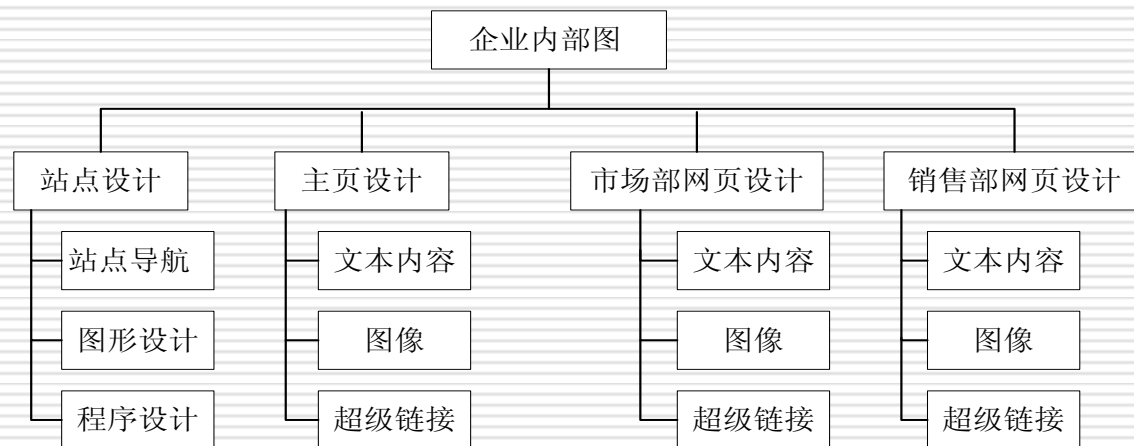 企业内部图
站点设计
主页设计
市场部网页设计
销售部网页设计
站点导航
文本内容
文本内容
文本内容
图形设计
图像
图像
图像
程序设计
超级链接
超级链接
超级链接